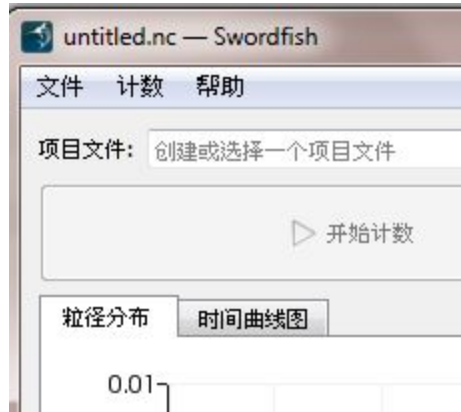 untitled.nc — Swordfish
文件 计数 帮助
项目文件: 创建或选择一个项目文件
开始计数
粒径分布 时间曲线图
0.01